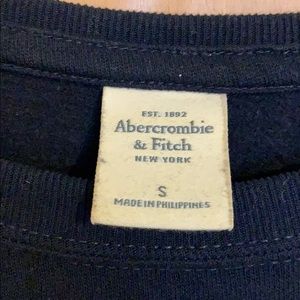 EST. 1892
Abercrombie
& Fitch
NEW YORK
S
MADE IN PHILIPPINES